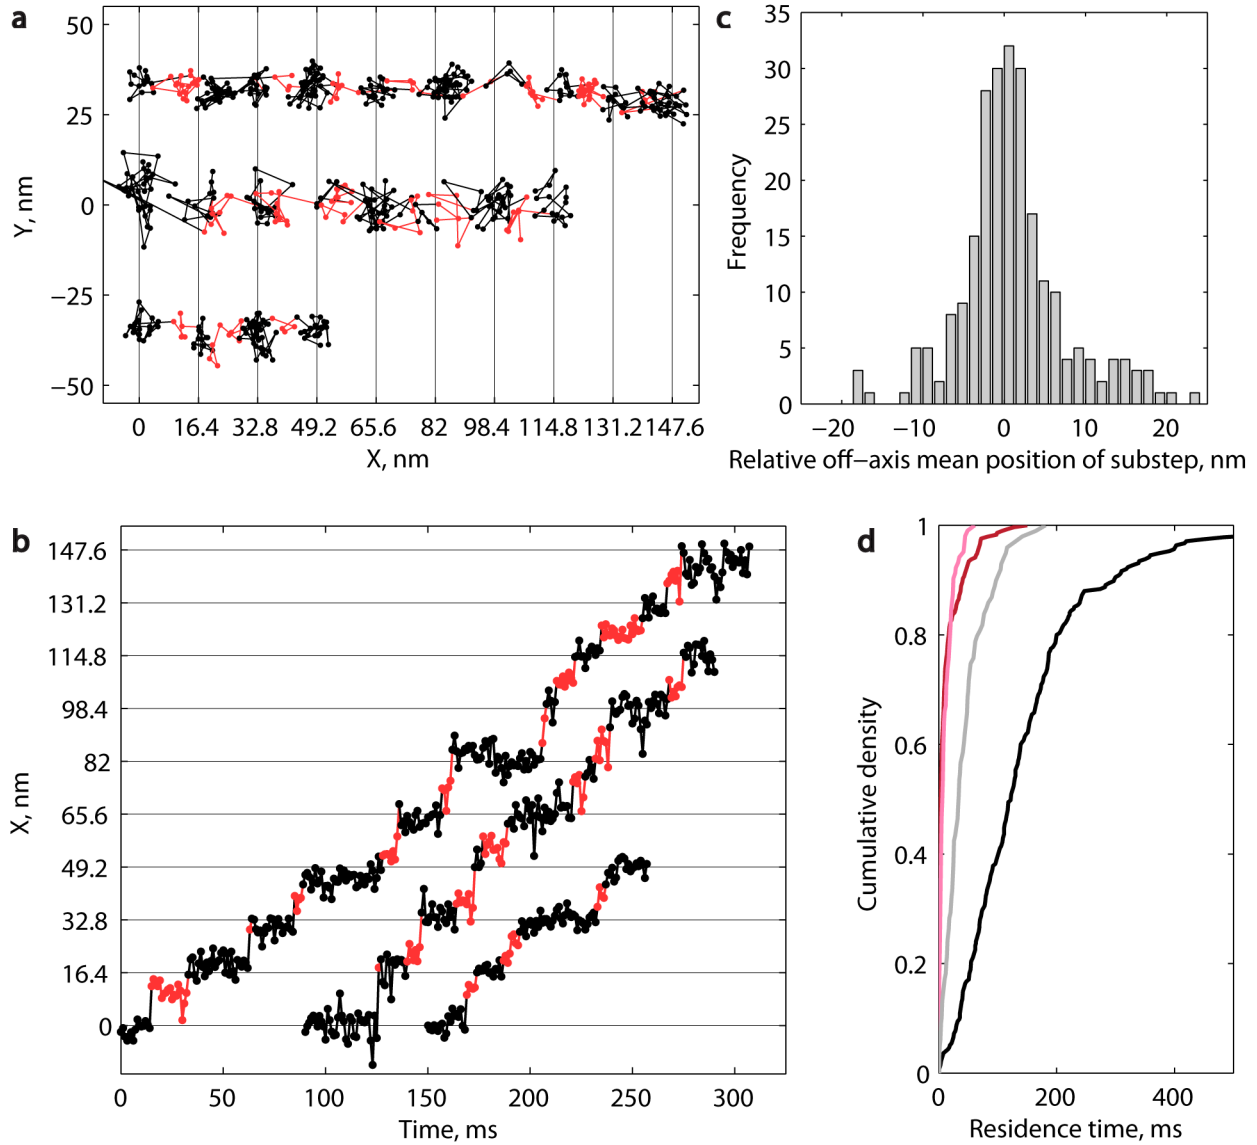 a
50
25
0
−25
−50
Y, nm
0 16.4 32.8 49.2 65.6 82 98.4 114.8 131.2 147.6
X, nm
c
35
30
25
20
15
10
5
0
Frequency
−20 −10 0 10 20
Relative off−axis mean position of substep, nm
b
147.6
131.2
114.8
98.4
82
65.6
49.2
32.8
16.4
0
X, nm
0 50 100 150 200 250 300
Time, ms
d
1
0.8
0.6
0.4
0.2
0
Cumulative density
0 200 400
Residence time, ms